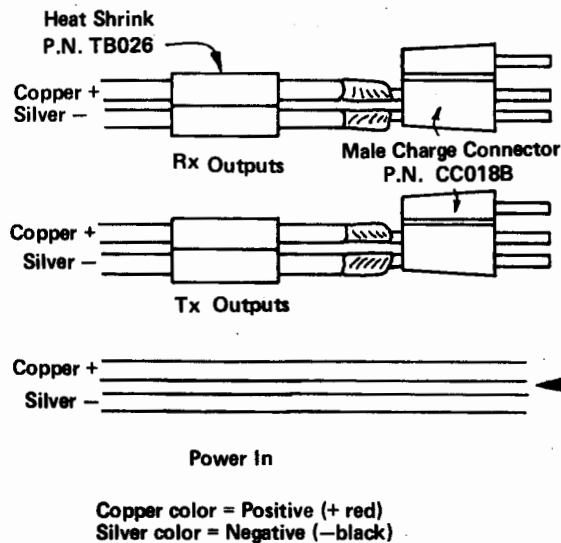 Heat Shrink
P.N. TB026
Copper +
Silver —
Rx Outputs
Male Charge Connector
P.N. CC018B
Copper +
Silver —
Tx Outputs
Copper +
Silver —
Power In
Copper color = Positive (+ red)
Silver color = Negative (—black)